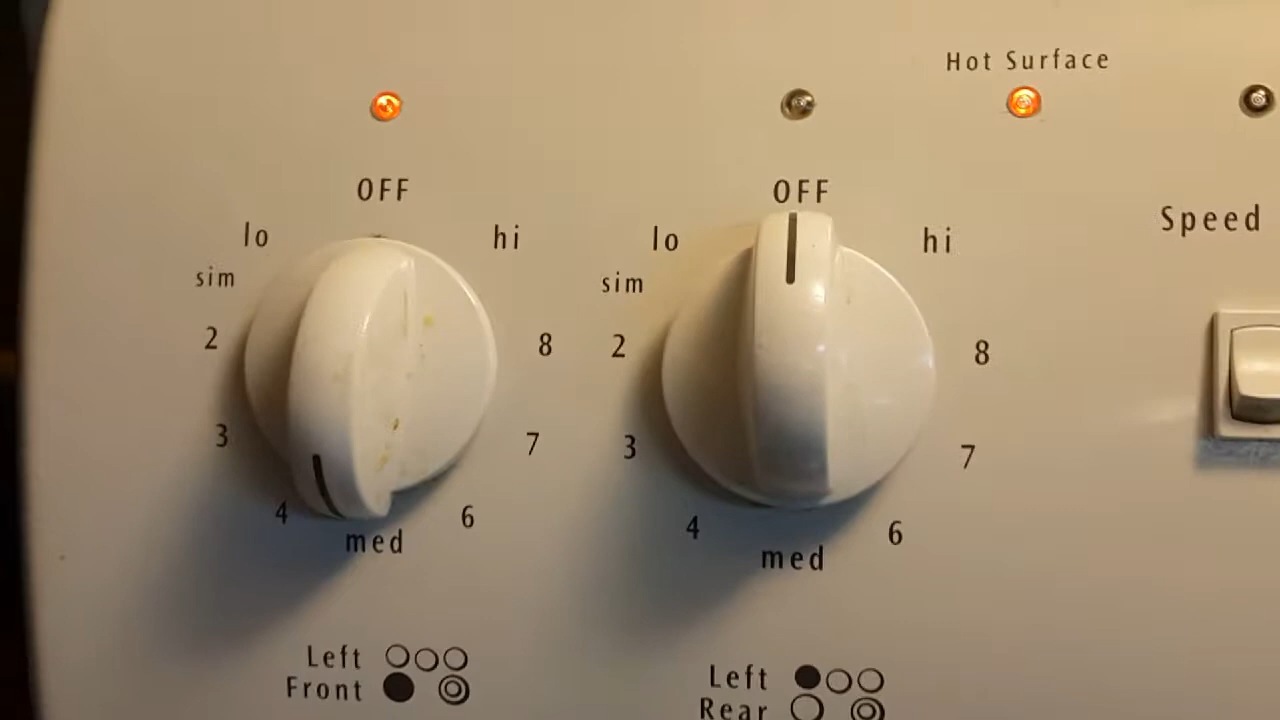 Hot Surface
OFF
lo
hi
sim
2
8
3
7
4
6
med
Left
Front
OFF
lo
hi
sim
2
8
3
7
4
6
med
Left
Rear
Speed